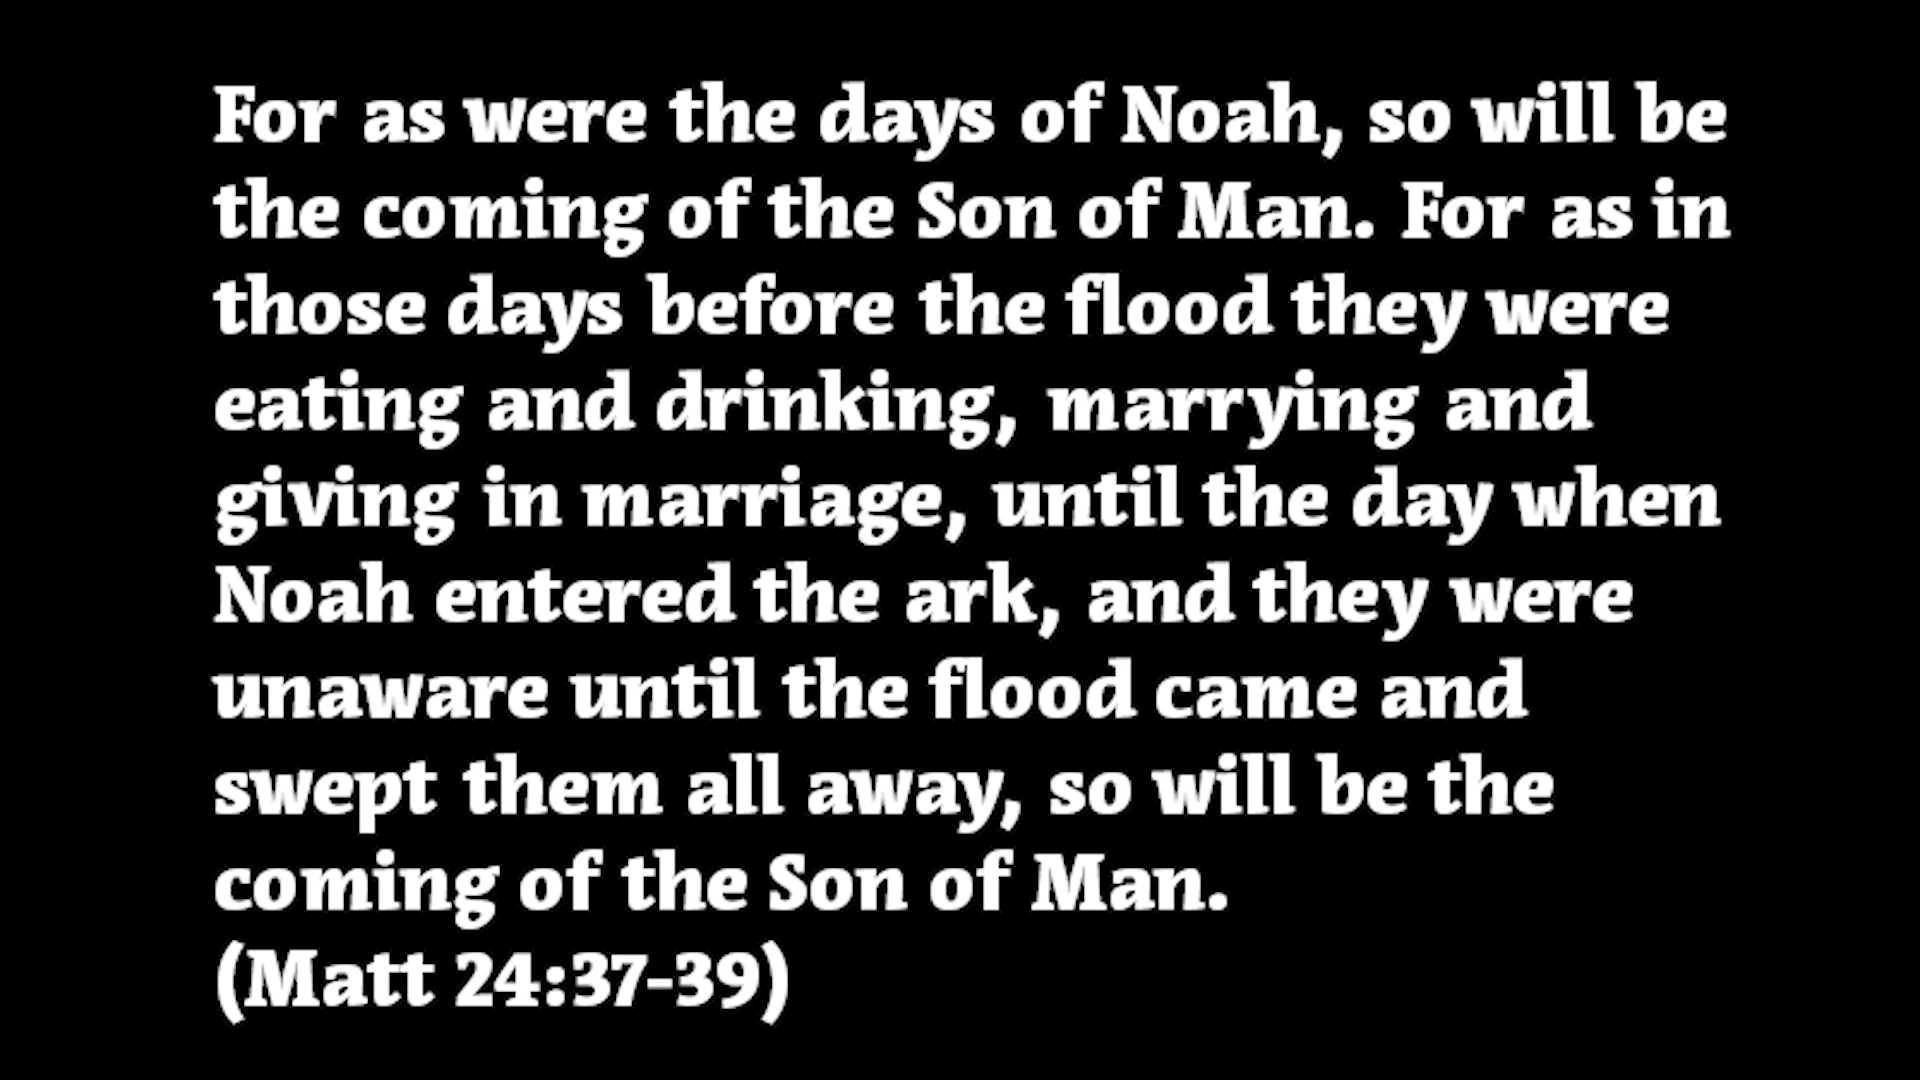 For as were the days of Noah, so will be
the coming of the Son of Man. For as in
those days before the flood they were
eating and drinking, marrying and
giving in marriage, until the day when
Noah entered the ark, and they were
unaware until the flood came and
swept them all away, so will be the
coming of the Son of Man.
(Matt 24:37-39)